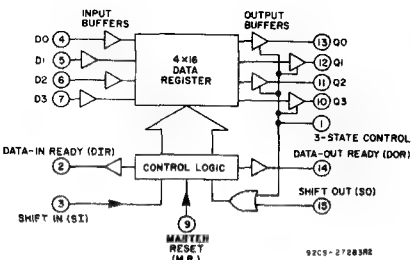 INPUT
BUFFERS
OUTPUT
BUFFERS
D0 4
D1 5
D2 6
D3 7
4×16
DATA
REGISTER
13 Q0
12 Q1
11 Q2
10 Q3
1
3-STATE CONTROL
DATA-IN READY (DIR)
2
CONTROL LOGIC
DATA-OUT READY (DOR)
14
3
SHIFT IN (SI)
9
MASTER
RESET
(M.R.)
SHIFT OUT (SO)
15
92CS-27283R2